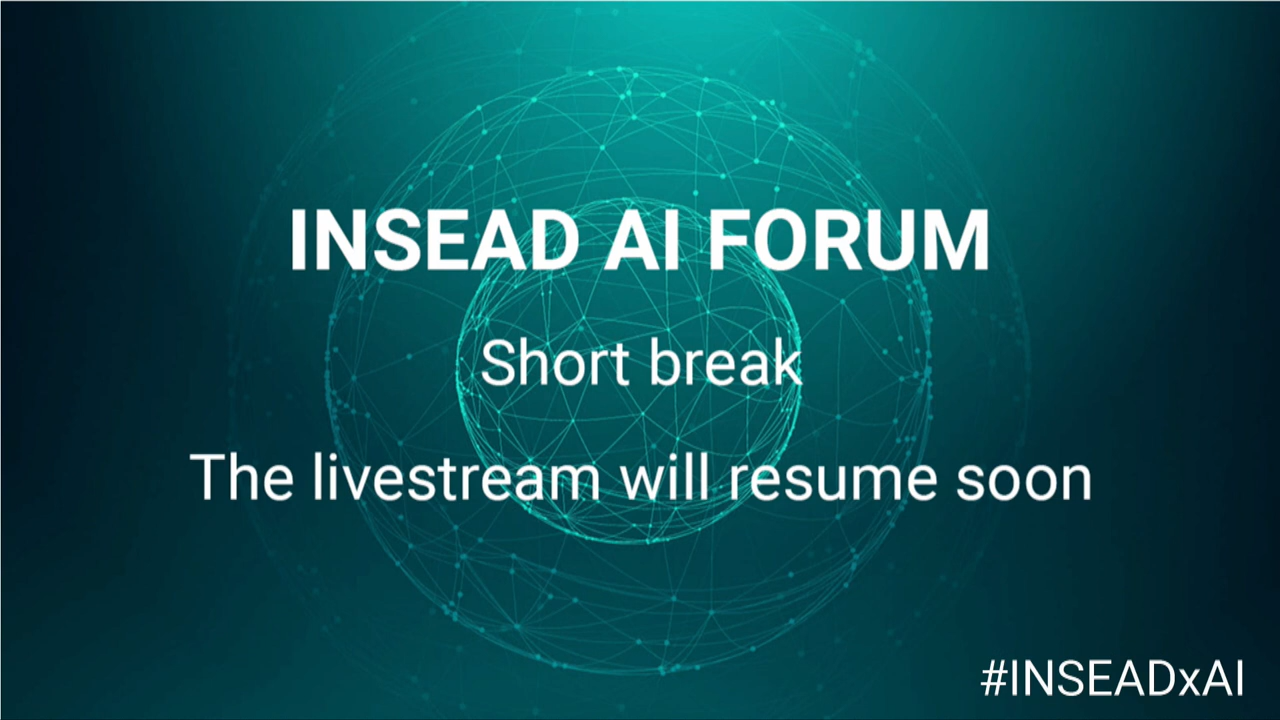 INSEAD AI FORUM
Short break
The livestream will resume soon
#INSEADxAI